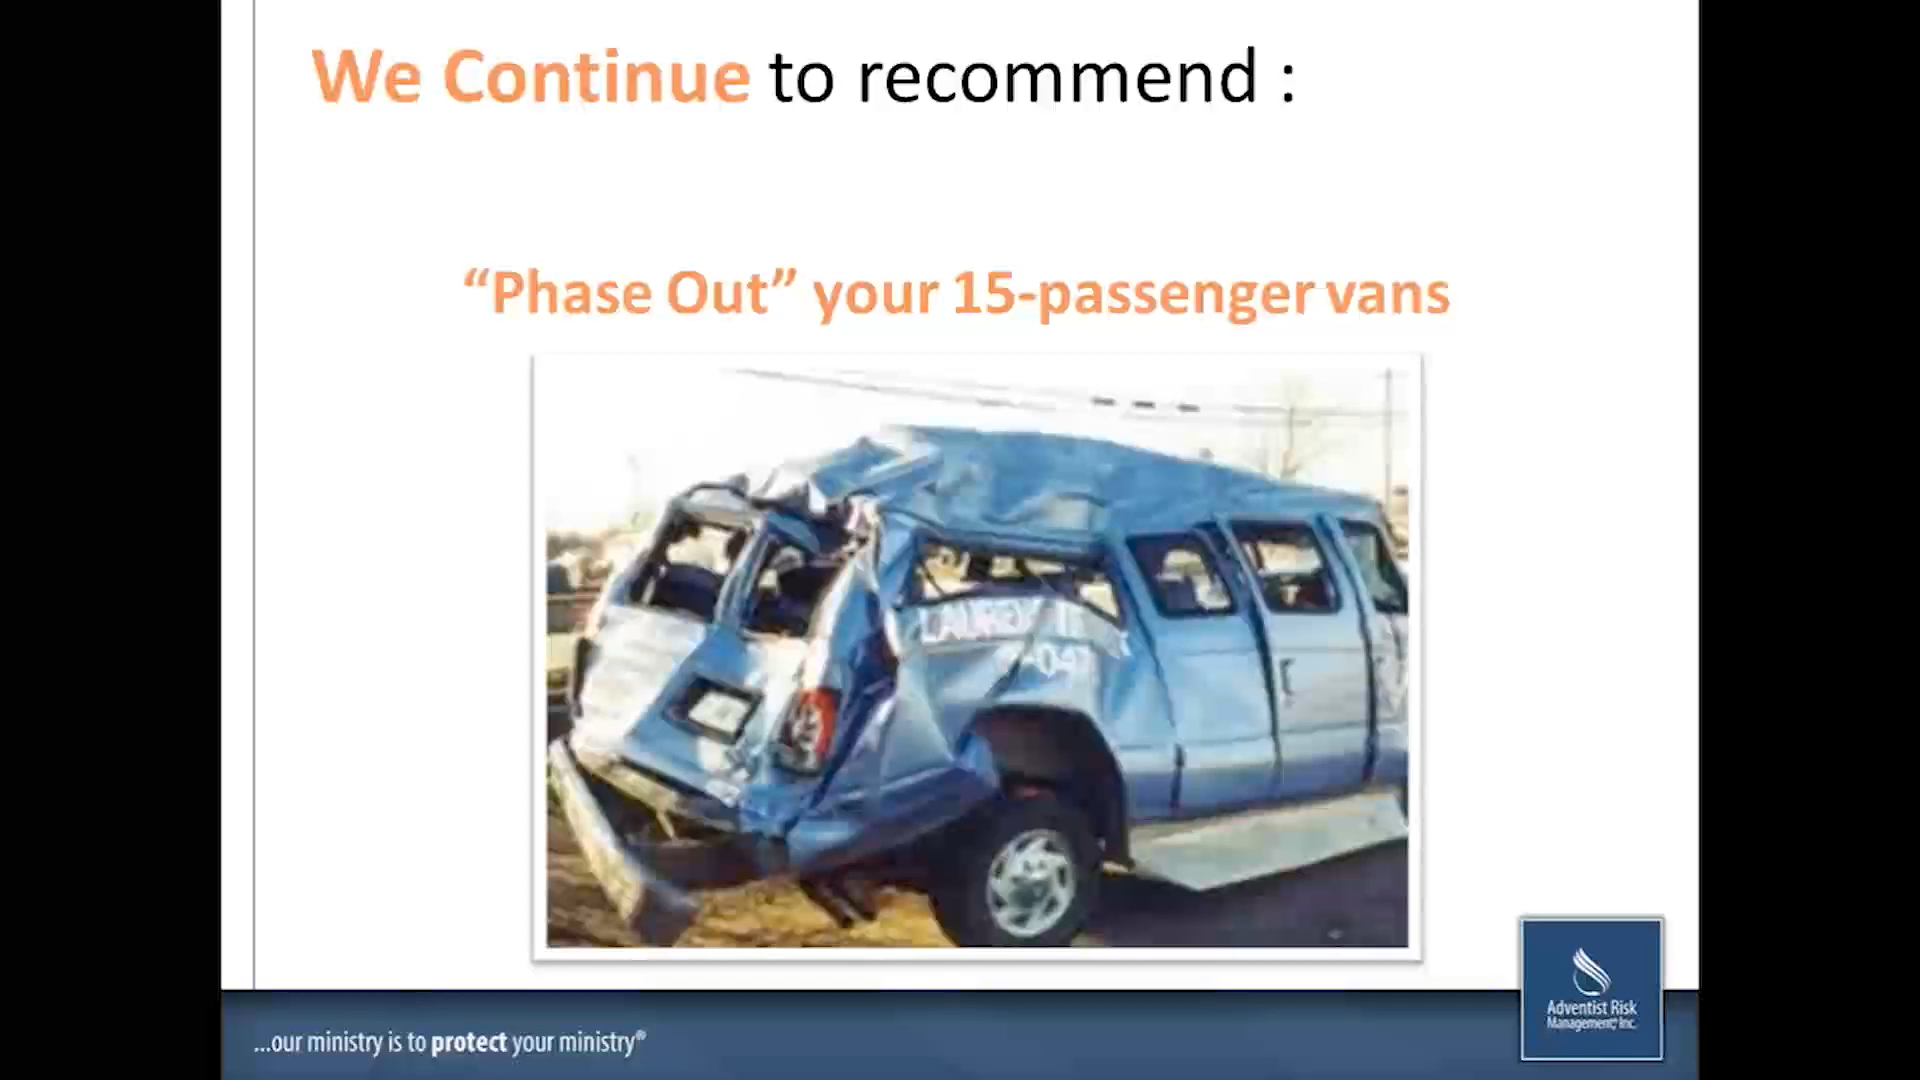 We Continue to recommend :
“Phase Out” your 15-passenger vans
Adventist Risk
Management, Inc.
...our ministry is to protect your ministry®